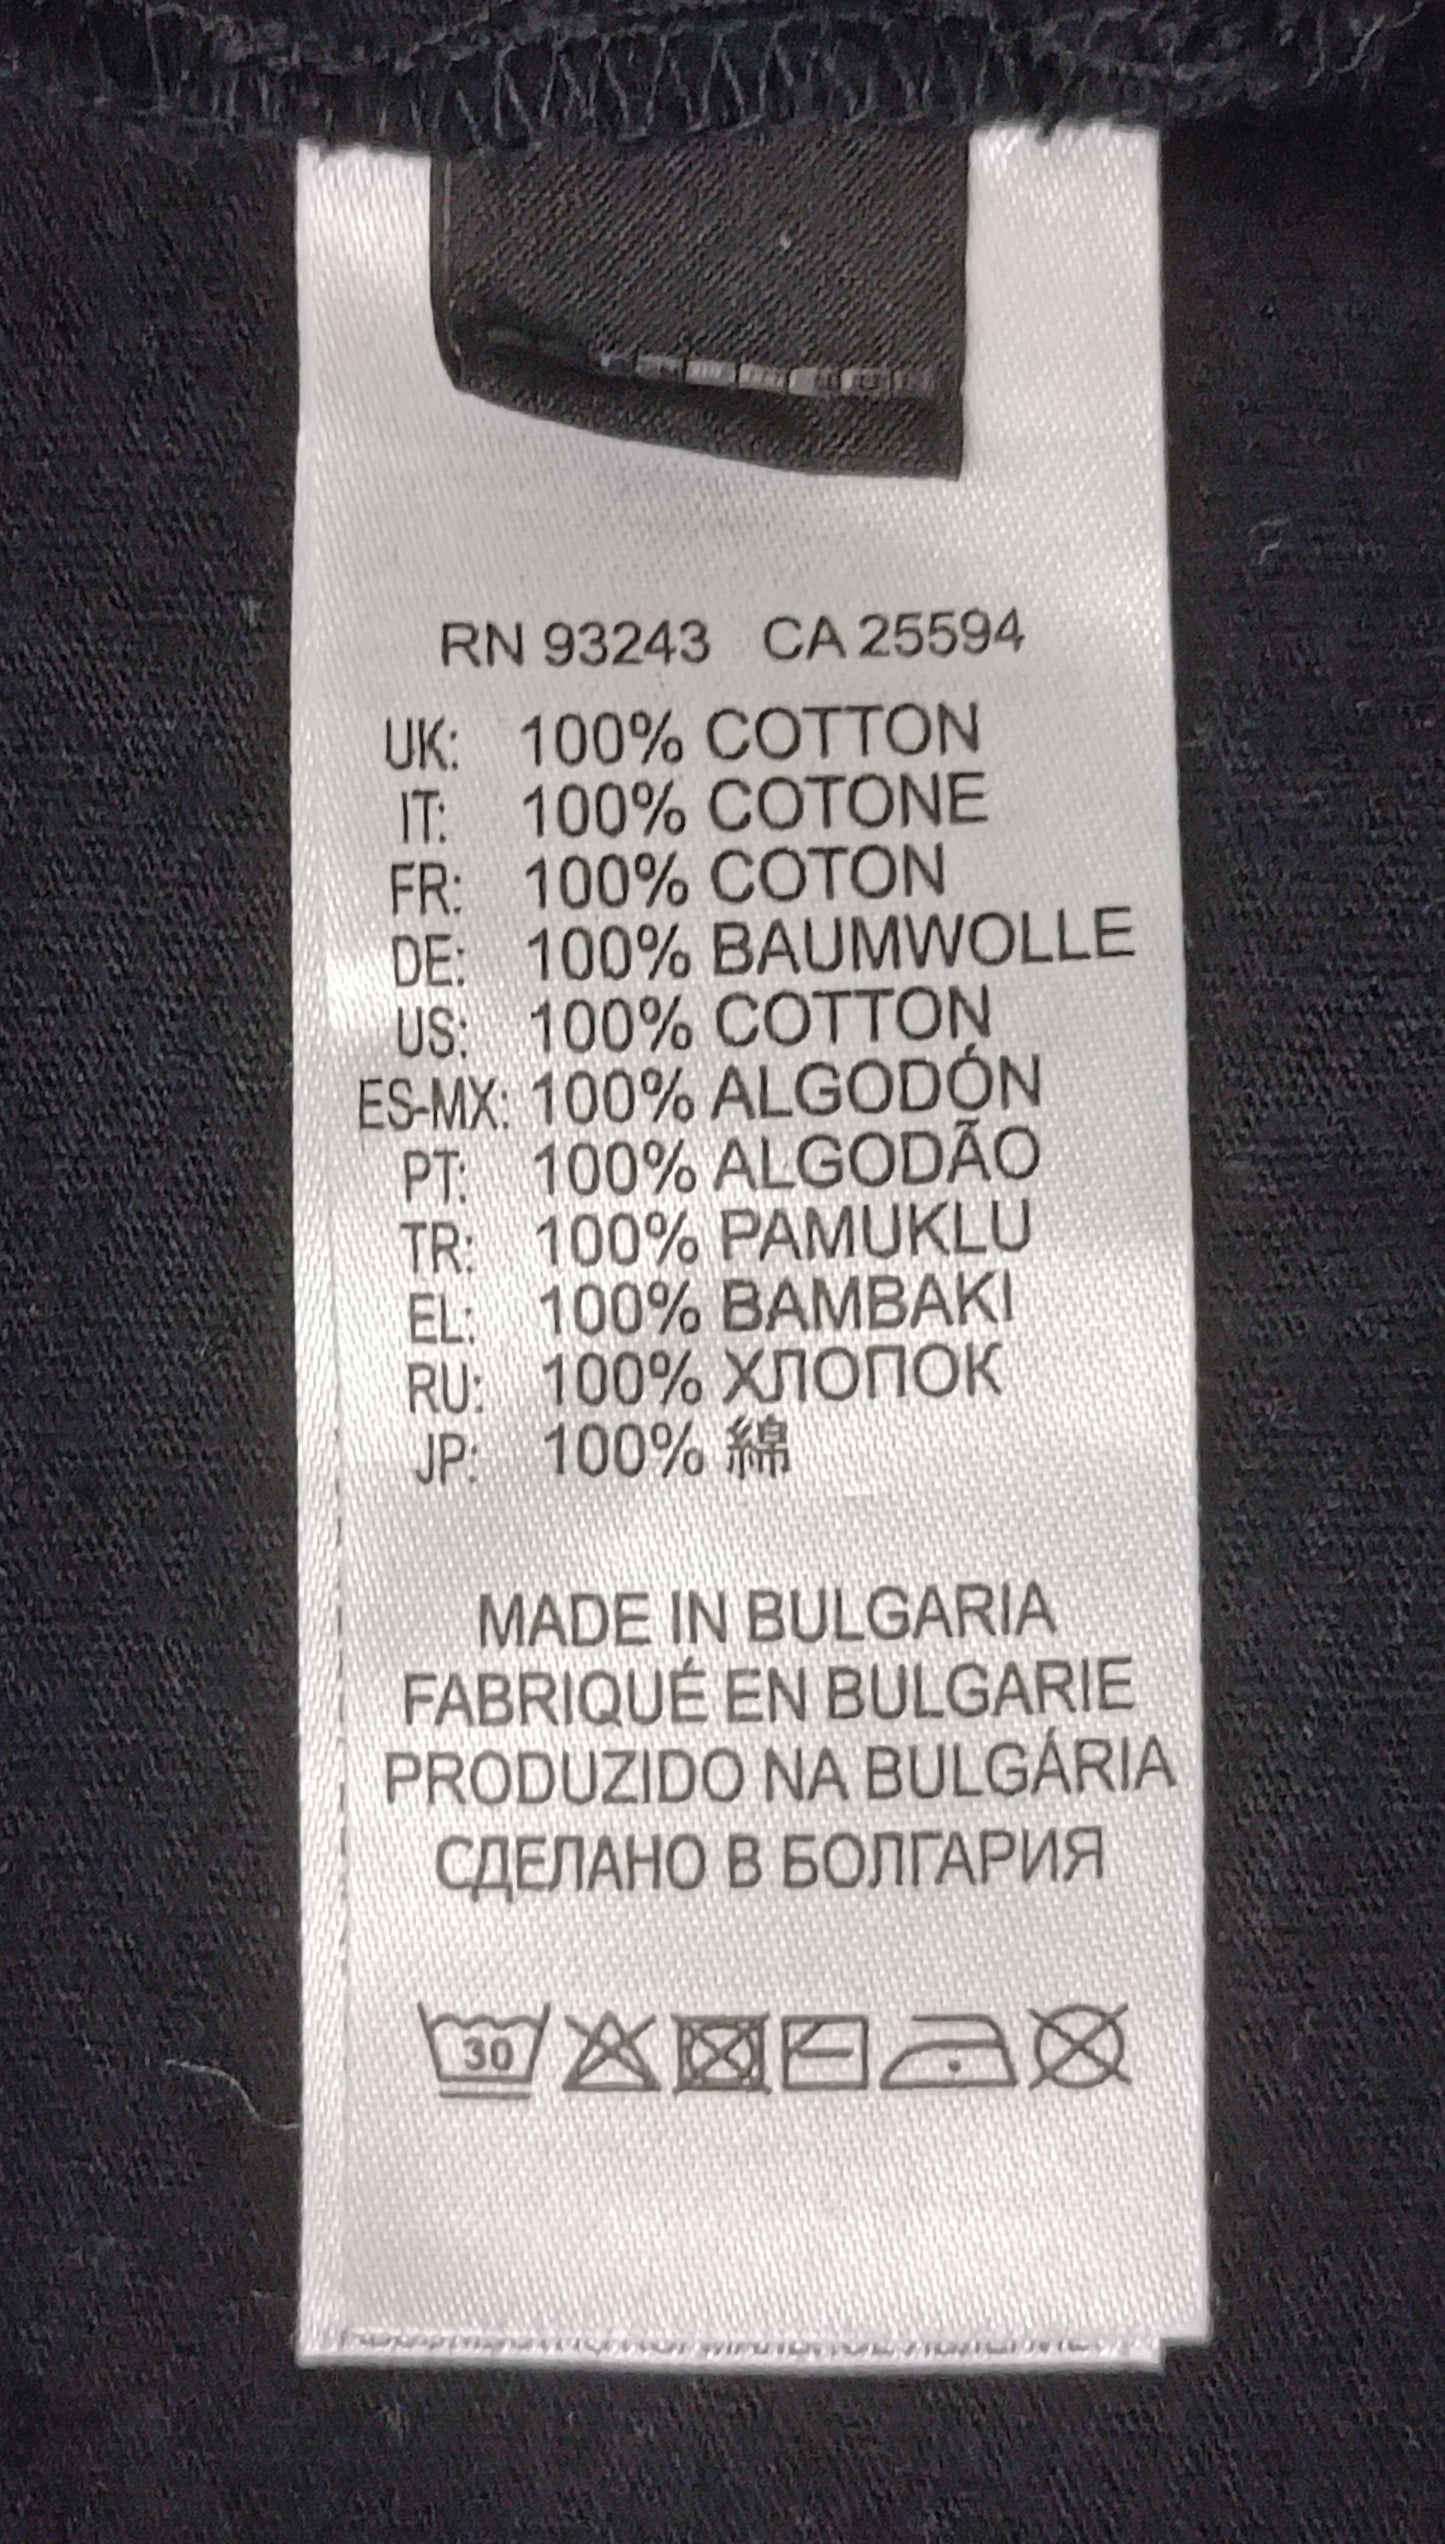 RN 93243 CA 25594
UK: 100% COTTON
IT: 100% COTONE
FR: 100% COTON
DE: 100% BAUMWOLLE
US: 100% COTTON
ES-MX: 100% ALGODÓN
PT: 100% ALGODÃO
TR: 100% PAMUKLU
EL: 100% BAMBAKI
RU: 100% ХЛОПОК
JP: 100% 綿
MADE IN BULGARIA
FABRIQUÉ EN BULGARIE
PRODUZIDO NA BULGÁRIA
СДЕЛАНО В БОЛГАРИЯ
30